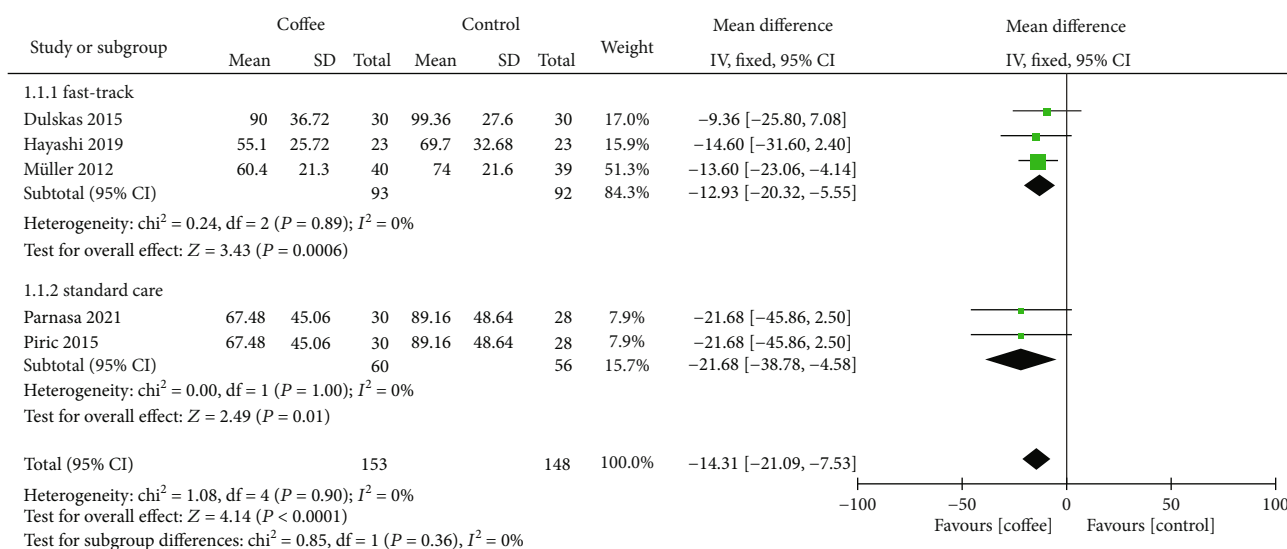 Coffee Control Mean difference Mean difference
Study or subgroup Mean SD Total Mean SD Total Weight IV, fixed, 95% CI IV, fixed, 95% CI
1.1.1 fast-track
Dulskas 2015 90 36.72 30 99.36 27.6 30 17.0% −9.36 [−25.80, 7.08]
Hayashi 2019 55.1 25.72 23 69.7 32.68 23 15.9% −14.60 [−31.60, 2.40]
Müller 2012 60.4 21.3 40 74 21.6 39 51.3% −13.60 [−23.06, −4.14]
Subtotal (95% CI) 93 92 84.3% −12.93 [−20.32, −5.55]
Heterogeneity: chi² = 0.24, df = 2 (P = 0.89); I² = 0%
Test for overall effect: Z = 3.43 (P = 0.0006)
1.1.2 standard care
Parnasa 2021 67.48 45.06 30 89.16 48.64 28 7.9% −21.68 [−45.86, 2.50]
Piric 2015 67.48 45.06 30 89.16 48.64 28 7.9% −21.68 [−45.86, 2.50]
Subtotal (95% CI) 60 56 15.7% −21.68 [−38.78, −4.58]
Heterogeneity: chi² = 0.00, df = 1 (P = 1.00); I² = 0%
Test for overall effect: Z = 2.49 (P = 0.01)
Total (95% CI) 153 148 100.0% −14.31 [−21.09, −7.53]
Heterogeneity: chi² = 1.08, df = 4 (P = 0.90); I² = 0%
Test for overall effect: Z = 4.14 (P < 0.0001)
Test for subgroup differences: chi² = 0.85, df = 1 (P = 0.36), I² = 0%
−100 −50 0 50 100
Favours [coffee] Favours [control]